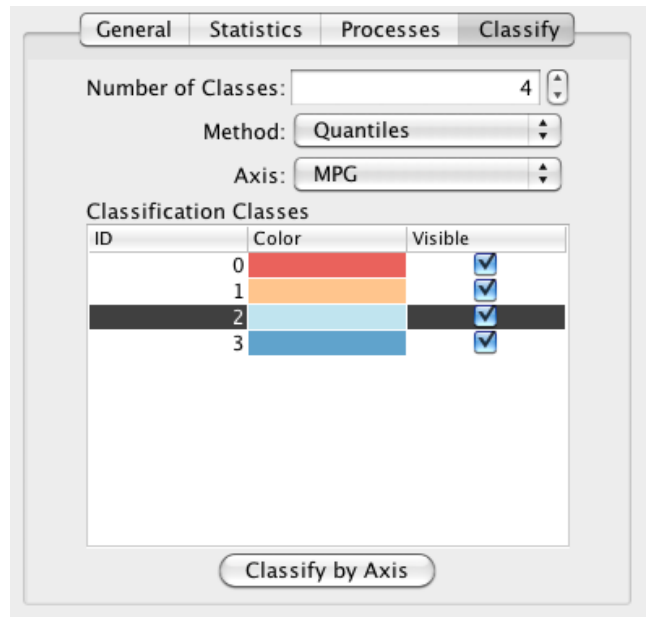 General Statistics Processes Classify
Number of Classes: 4
Method: Quantiles
Axis: MPG
Classification Classes
ID Color Visible
0
1
2
3
Classify by Axis